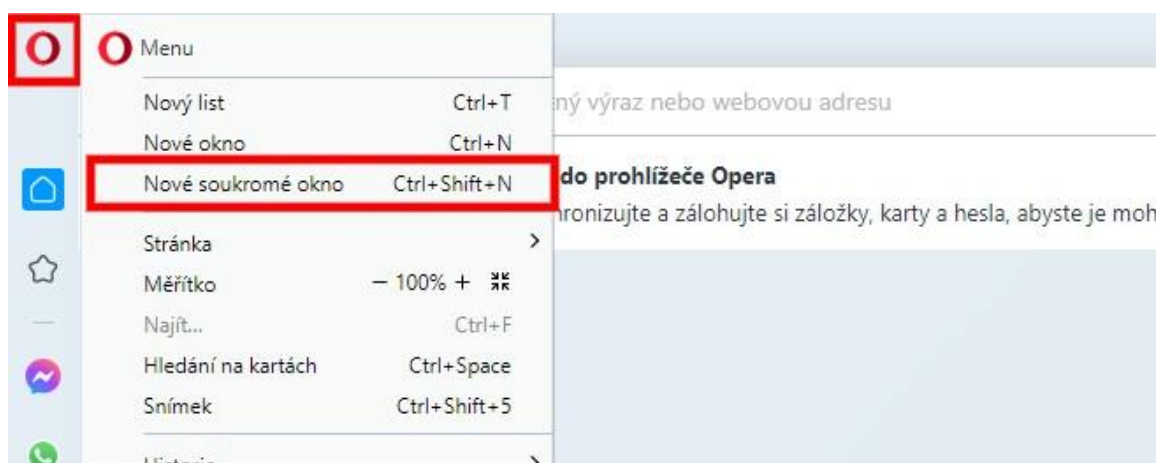 Menu
Nový list Ctrl+T
ný výraz nebo webovou adresu
Nové okno Ctrl+N
Nové soukromé okno Ctrl+Shift+N
do prohlížeče Opera
hronizujte a zálohujte si záložky, karty a hesla, abyste je moh
Stránka
Měřítko – 100% +
Najít... Ctrl+F
Hledání na kartách Ctrl+Space
Snímek Ctrl+Shift+5